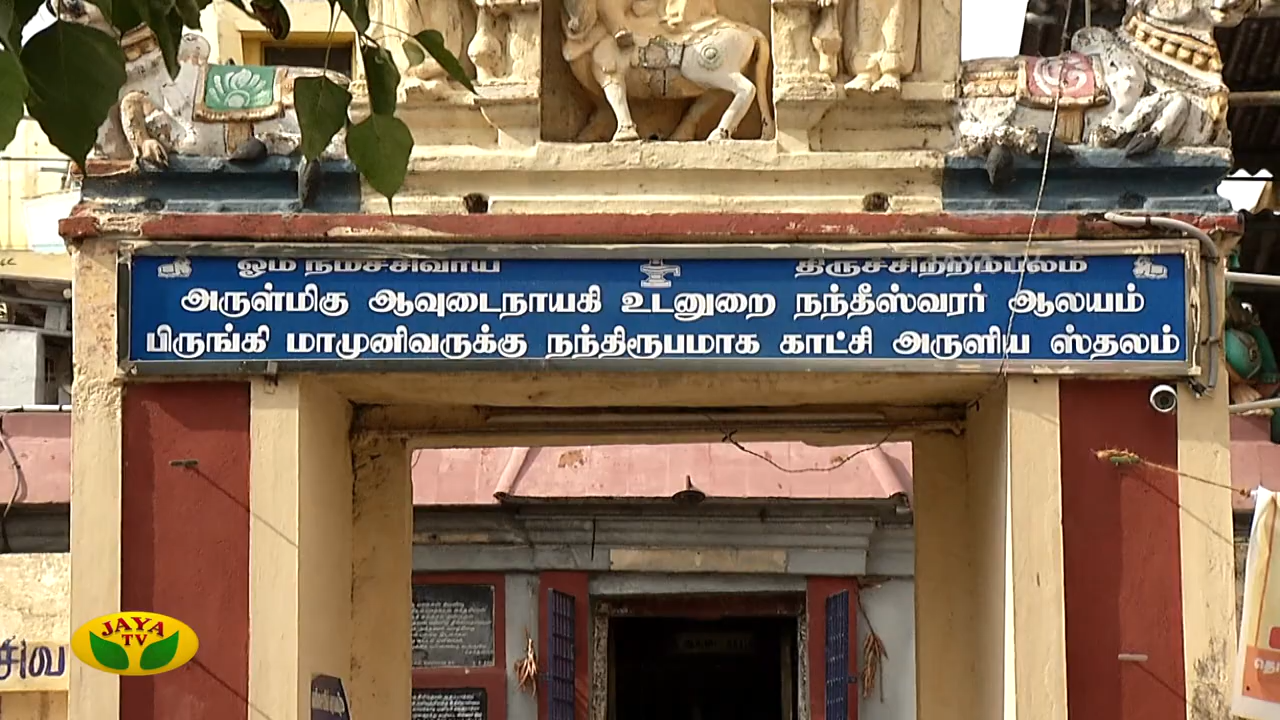 ஓம் நமச்சிவாய திருச்சிற்றம்பலம்
அருள்மிகு ஆவுடைநாயகி உடனுறை நந்தீஸ்வரர் ஆலயம்
பிருங்கி மாமுனிவருக்கு நந்திரூபமாக காட்சி அருளிய ஸ்தலம்
JAYA
TV